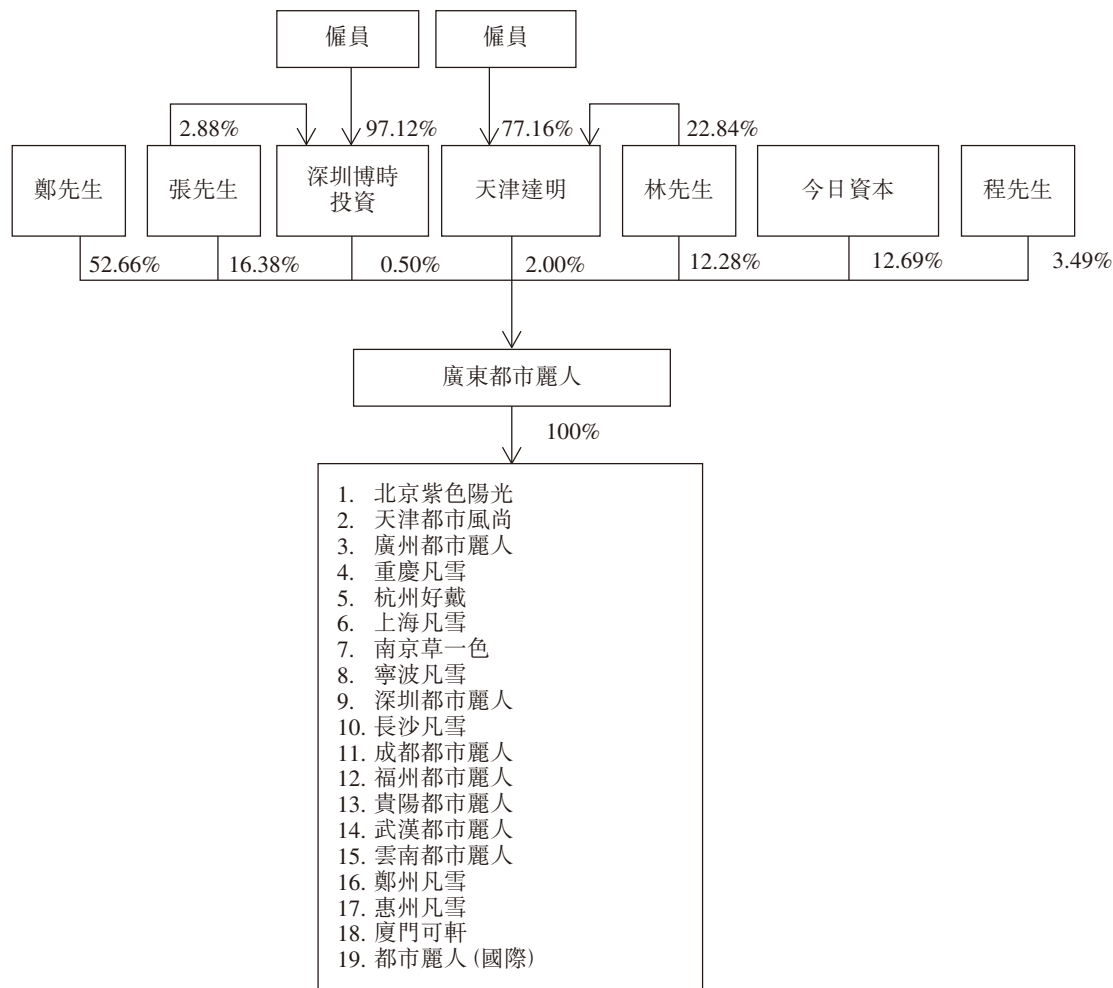 僱員
僱員
2.88%
97.12%
77.16%
22.84%
鄭先生
張先生
深圳博時
投資
天津達明
林先生
今日資本
程先生
52.66%
16.38%
0.50%
2.00%
12.28%
12.69%
3.49%
廣東都市麗人
100%
1. 北京紫色陽光
2. 天津都市風尚
3. 廣州都市麗人
4. 重慶凡雪
5. 杭州好戴
6. 上海凡雪
7. 南京草一色
8. 寧波凡雪
9. 深圳都市麗人
10. 長沙凡雪
11. 成都都市麗人
12. 福州都市麗人
13. 貴陽都市麗人
14. 武漢都市麗人
15. 雲南都市麗人
16. 鄭州凡雪
17. 惠州凡雪
18. 廈門可軒
19. 都市麗人(國際)